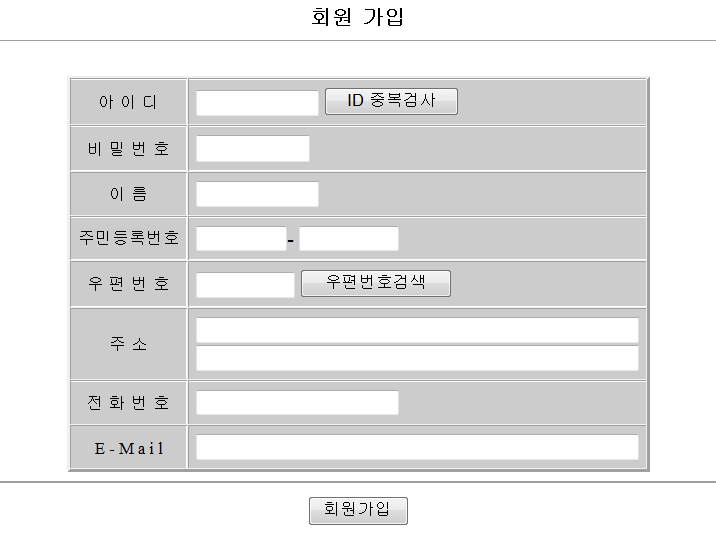 회원 가입
아 이 디 ID 중복검사
비 밀 번 호
이 름
주민등록번호 -
우 편 번 호 우편번호검색
주 소
전 화 번 호
E-Mail
회원가입